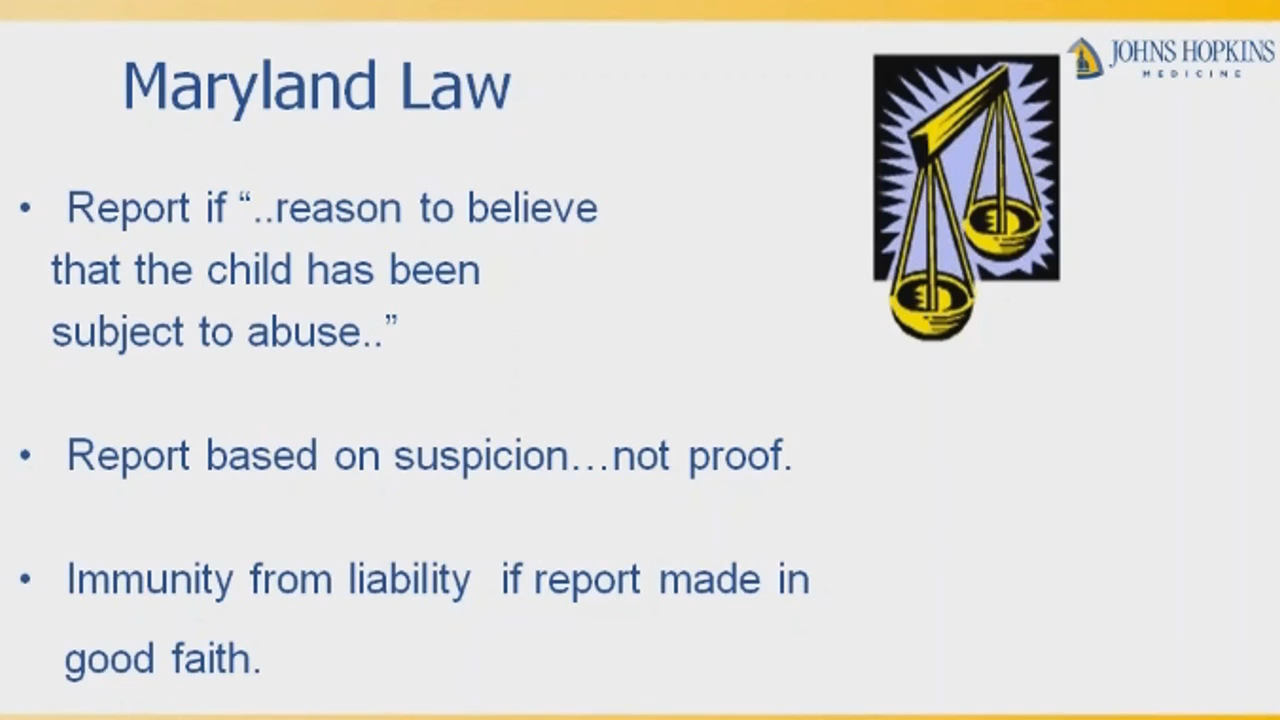 JOHNS HOPKINS
MEDICINE
Maryland Law
• Report if “..reason to believe
that the child has been
subject to abuse..”
• Report based on suspicion…not proof.
• Immunity from liability if report made in
good faith.